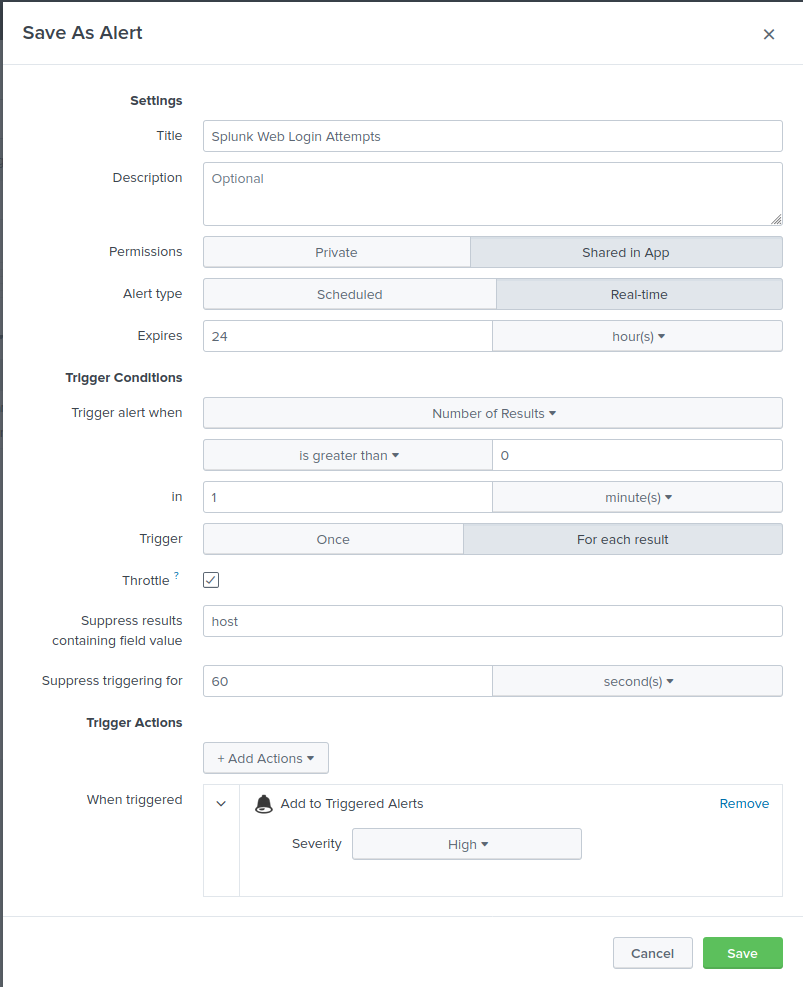 Save As Alert
Settings
Title Splunk Web Login Attempts
Description Optional
Permissions Private Shared in App
Alert type Scheduled Real-time
Expires 24 hour(s)
Trigger Conditions
Trigger alert when Number of Results
is greater than 0
in 1 minute(s)
Trigger Once For each result
Throttle ?
Suppress results
containing field value host
Suppress triggering for 60 second(s)
Trigger Actions
+ Add Actions
When triggered Add to Triggered Alerts Remove
Severity High
Cancel Save